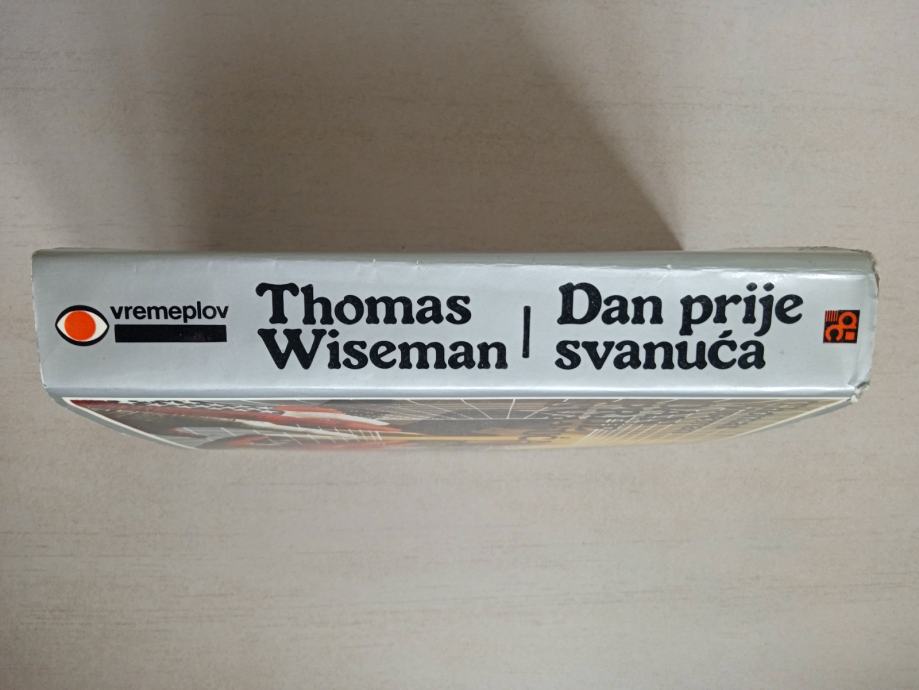 vremeplov
Thomas
Wiseman
Dan prije
svanuća